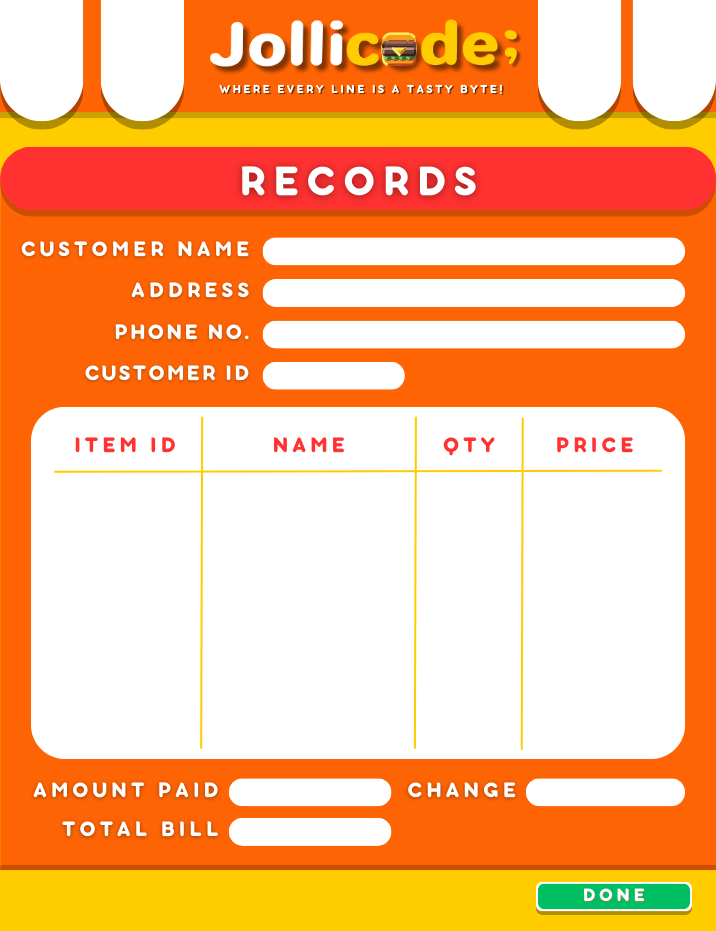 Jollicode;
WHERE EVERY LINE IS A TASTY BYTE!
RECORDS
CUSTOMER NAME
ADDRESS
PHONE NO.
CUSTOMER ID
ITEM ID NAME QTY PRICE
AMOUNT PAID CHANGE
TOTAL BILL
DONE